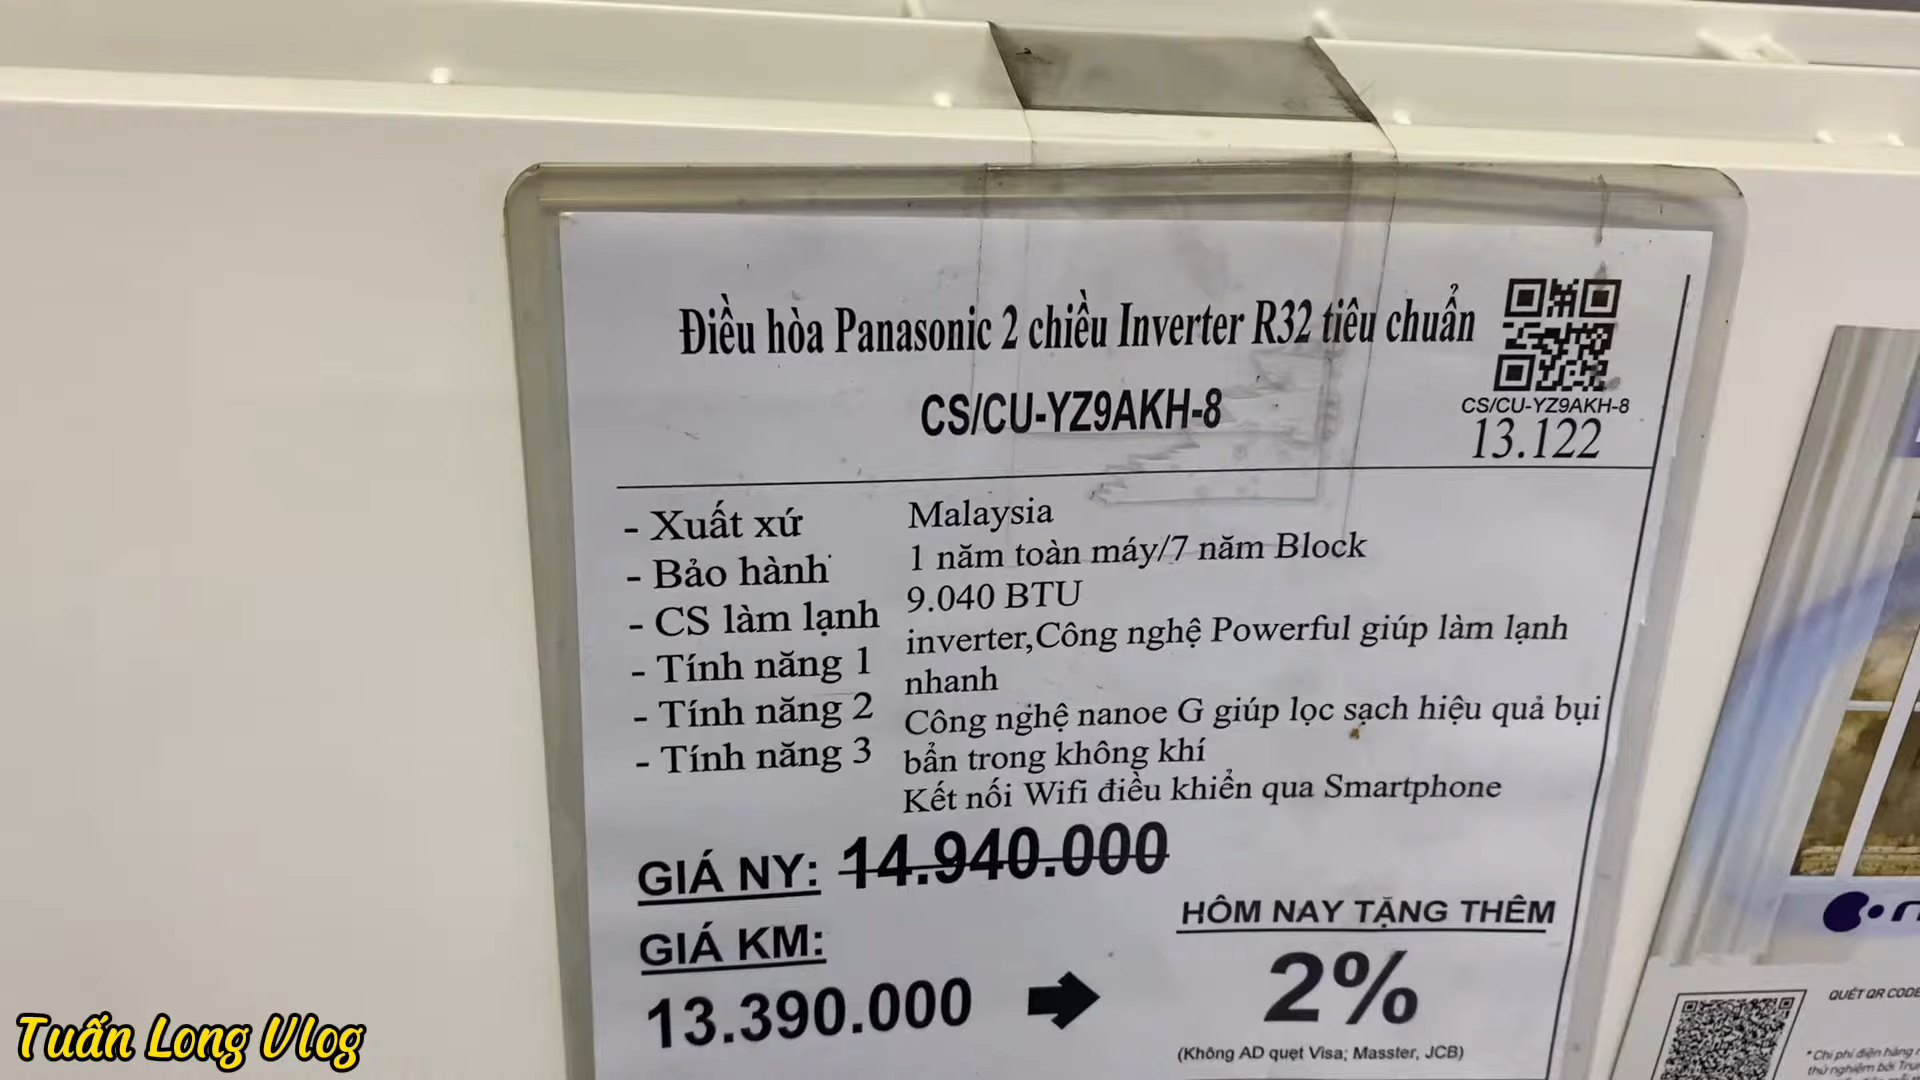 Điều hòa Panasonic 2 chiều Inverter R32 tiêu chuẩn
CS/CU-YZ9AKH-8
CS/CU-YZ9AKH-8
13.122
- Xuất xứ Malaysia
- Bảo hành 1 năm toàn máy/7 năm Block
- CS làm lạnh 9.040 BTU
- Tính năng 1 inverter,Công nghệ Powerful giúp làm lạnh
nhanh
- Tính năng 2 Công nghệ nanoe G giúp lọc sạch hiệu quả bụi
bẩn trong không khí
- Tính năng 3 Kết nối Wifi điều khiển qua Smartphone
GIÁ NY: 14.940.000
GIÁ KM:
13.390.000
HÔM NAY TẶNG THÊM
2%
(Không AD quẹt Visa; Masster, JCB)
QUÉT QR CODE
* Chi phí điện hàng
Tuấn Long Vlog